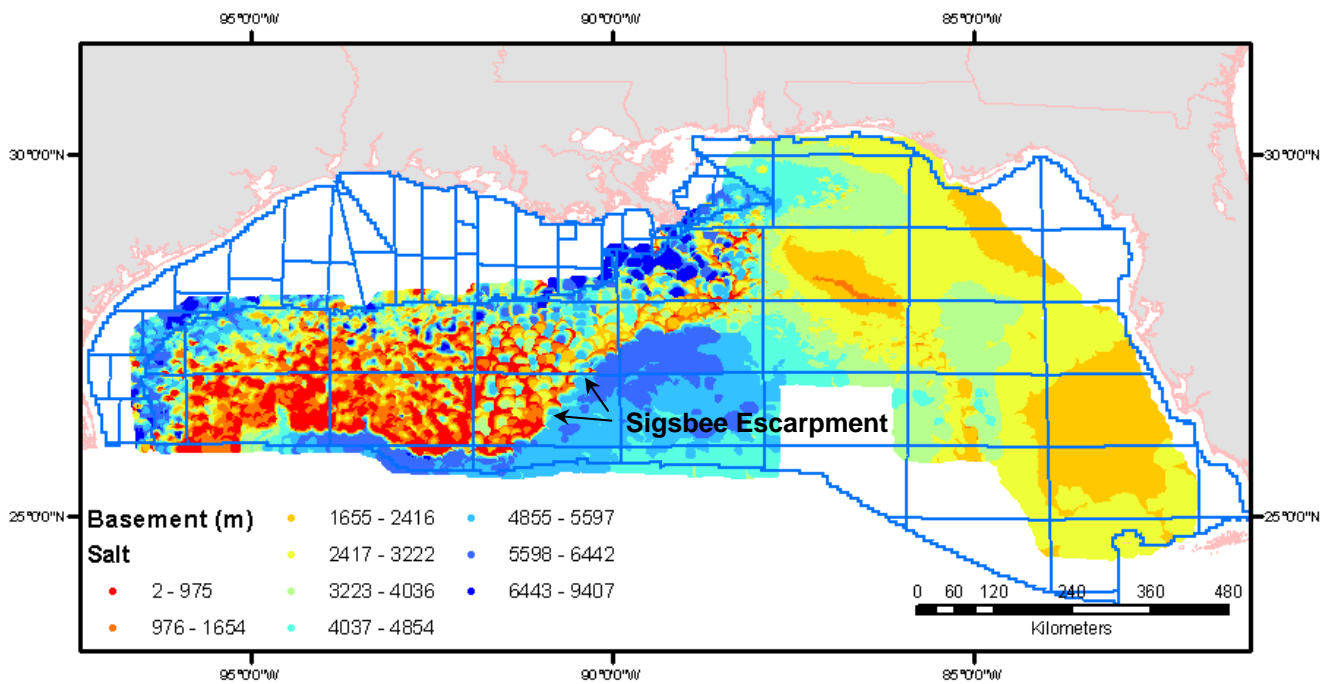 95°0'0"W 90°0'0"W 85°0'0"W
30°0'0"N 30°0'0"N
Sigsbee Escarpment
25°0'0"N 25°0'0"N
Basement (m)
Salt
2 - 975
976 - 1654
1655 - 2416
2417 - 3222
3223 - 4036
4037 - 4854
4855 - 5597
5598 - 6442
6443 - 9407
0 60 120 240 360 480
Kilometers
95°0'0"W 90°0'0"W 85°0'0"W